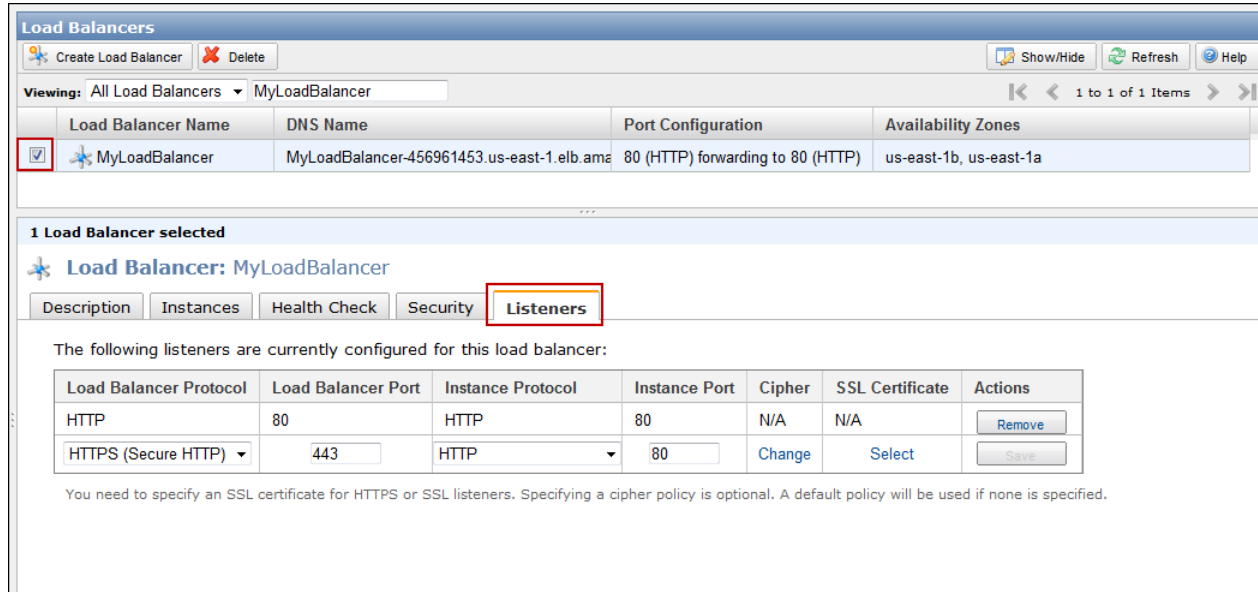 Load Balancers
Create Load Balancer Delete Show/Hide Refresh Help
Viewing: All Load Balancers MyLoadBalancer 1 to 1 of 1 Items
Load Balancer Name DNS Name Port Configuration Availability Zones
MyLoadBalancer MyLoadBalancer-456961453.us-east-1.elb.ama 80 (HTTP) forwarding to 80 (HTTP) us-east-1b, us-east-1a
1 Load Balancer selected
Load Balancer: MyLoadBalancer
Description Instances Health Check Security Listeners
The following listeners are currently configured for this load balancer:
Load Balancer Protocol Load Balancer Port Instance Protocol Instance Port Cipher SSL Certificate Actions
HTTP 80 HTTP 80 N/A N/A Remove
HTTPS (Secure HTTP) 443 HTTP 80 Change Select Save
You need to specify an SSL certificate for HTTPS or SSL listeners. Specifying a cipher policy is optional. A default policy will be used if none is specified.